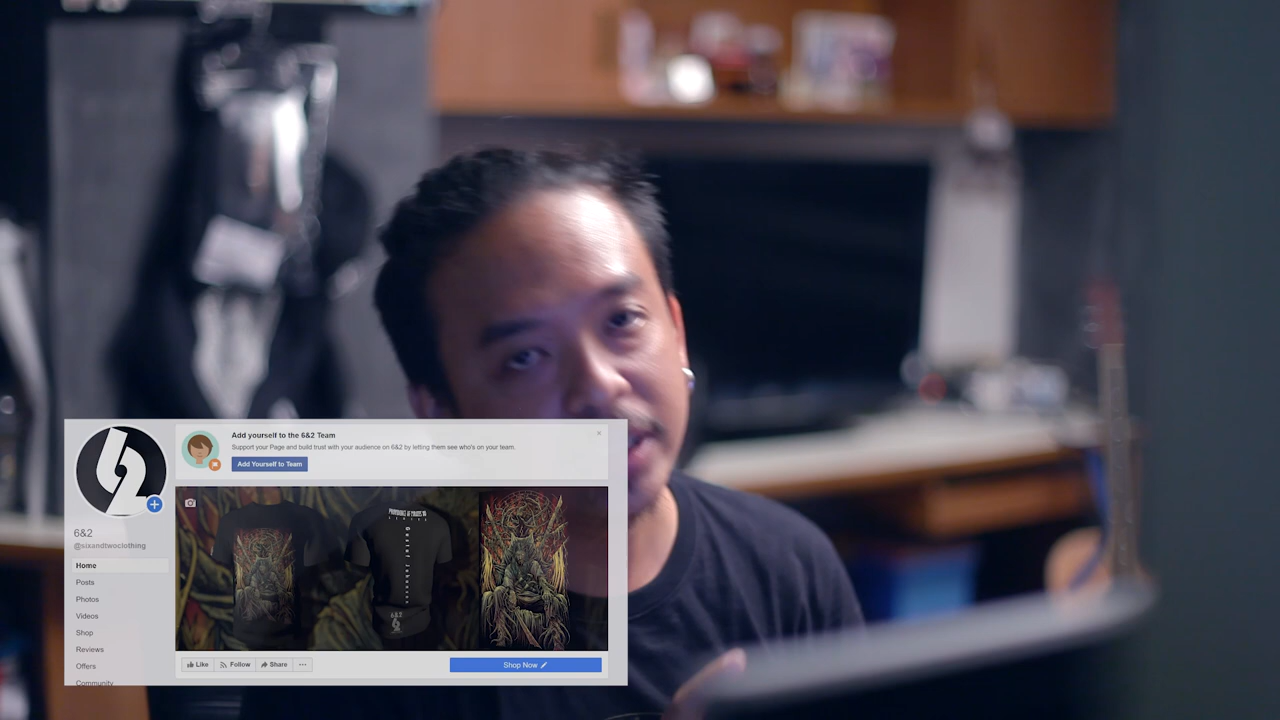 Add yourself to the 6&2 Team
Support your Page and build trust with your audience on 6&2 by letting them see who's on your team.
Add Yourself to Team
6&2
@sixandtwoclothing
Home
Posts
Photos
Videos
Shop
Reviews
Offers
Community
6&2
Like
Follow
Share
Shop Now